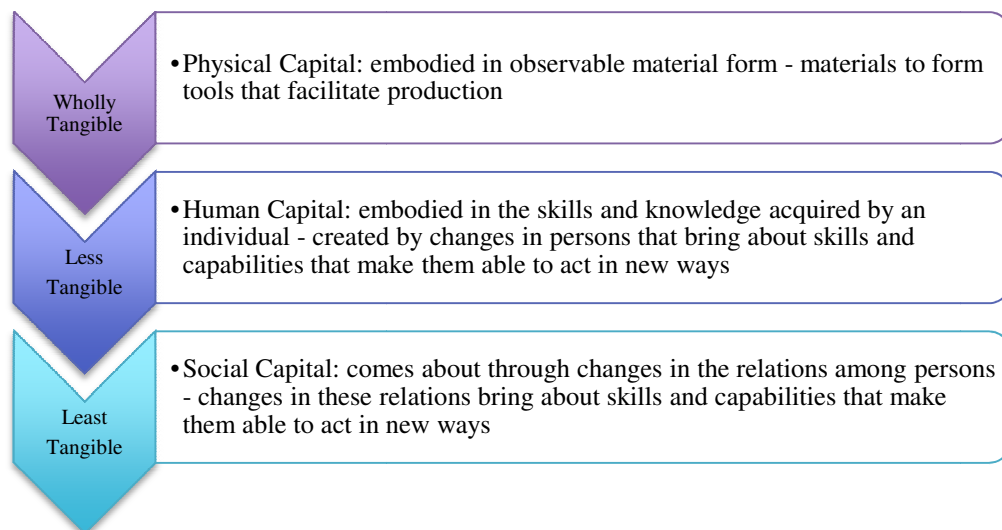 Wholly
Tangible
•Physical Capital: embodied in observable material form - materials to form
tools that facilitate production
Less
Tangible
•Human Capital: embodied in the skills and knowledge acquired by an
individual - created by changes in persons that bring about skills and
capabilities that make them able to act in new ways
Least
Tangible
•Social Capital: comes about through changes in the relations among persons
- changes in these relations bring about skills and capabilities that make
them able to act in new ways